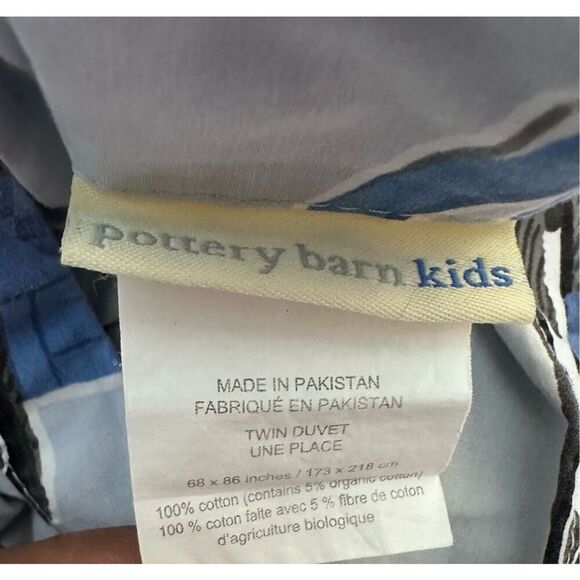 pottery barn kids
MADE IN PAKISTAN
FABRIQUÉ EN PAKISTAN
TWIN DUVET
UNE PLACE
68 x 86 inches / 173 x 218 cm
100% cotton (contains 5% organic cotton)
100 % coton faite avec 5 % fibre de coton
d'agriculture biologique